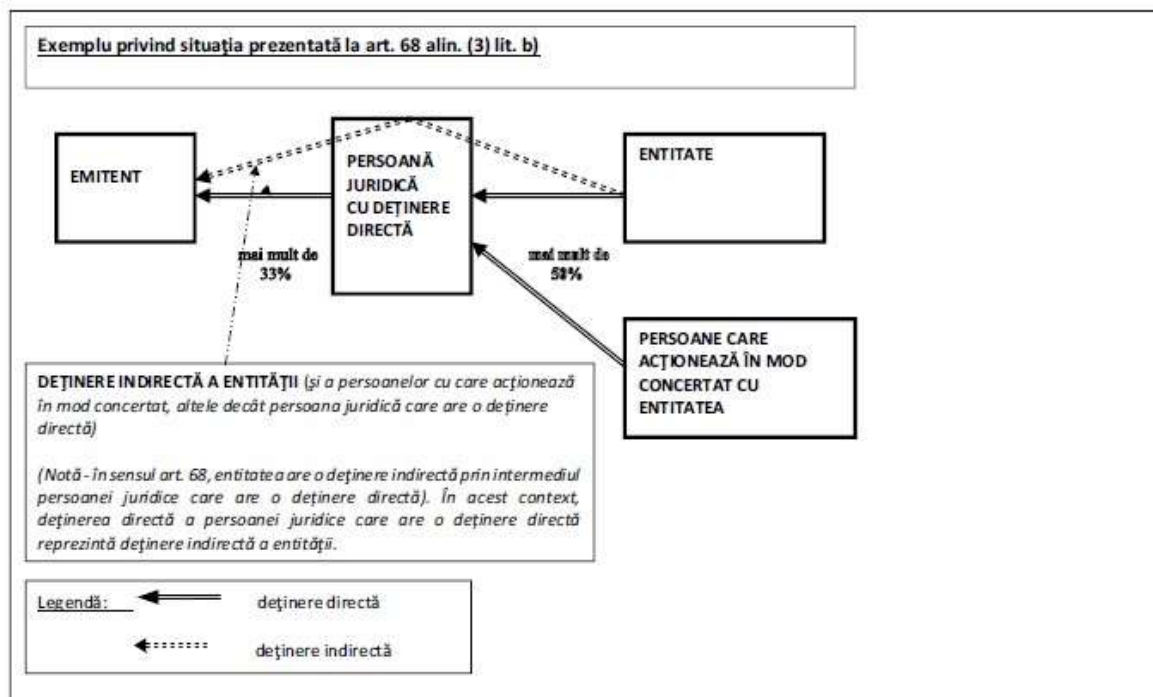 Exemplu privind situaţia prezentată la art. 68 alin. (3) lit. b)
EMITENT
PERSOANĂ
JURIDICĂ
CU DEŢINERE
DIRECTĂ
ENTITATE
mai mult de
33%
mai mult de
PERSOANE CARE
ACŢIONEAZĂ ÎN MOD
CONCERTAT CU
ENTITATEA
DEŢINERE INDIRECTĂ A ENTITĂŢII (şi a persoanelor cu care acţionează
în mod concertat, altele decât persoana juridică care are o deţinere
directă)
(Notă - în sensul art. 68, entitatea are o deţinere indirectă prin intermediul
persoanei juridice care are o deţinere directă). În acest context,
deţinerea directă a persoanei juridice care are o deţinere directă
reprezintă deţinere indirectă a entităţii.
Legendă:
deţinere directă
deţinere indirectă